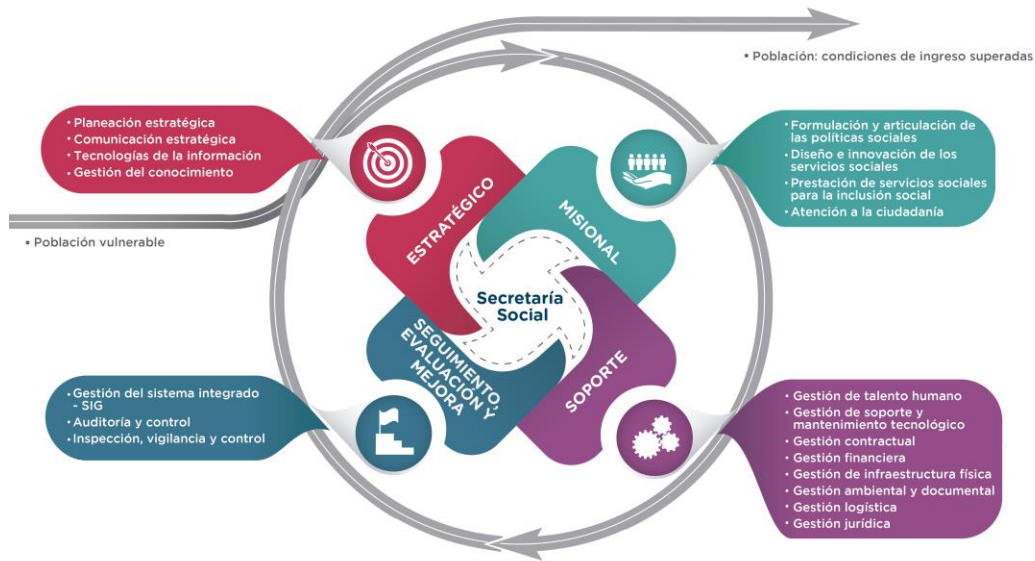 • Población: condiciones de ingreso superadas
• Planeación estratégica
• Comunicación estratégica
• Tecnologías de la información
• Gestión del conocimiento
• Población vulnerable
• Formulación y articulación de
las políticas sociales
• Diseño e innovación de los
servicios sociales
• Prestación de servicios sociales
para la inclusión social
• Atención a la ciudadanía
ESTRATÉGICO
MISIONAL
Secretaría
Social
SEGUIMIENTO,
EVALUACIÓN Y
MEJORA
SOPORTE
• Gestión del sistema integrado
- SIG
• Auditoría y control
• Inspección, vigilancia y control
• Gestión de talento humano
• Gestión de soporte y
mantenimiento tecnológico
• Gestión contractual
• Gestión financiera
• Gestión de infraestructura física
• Gestión ambiental y documental
• Gestión logística
• Gestión jurídica